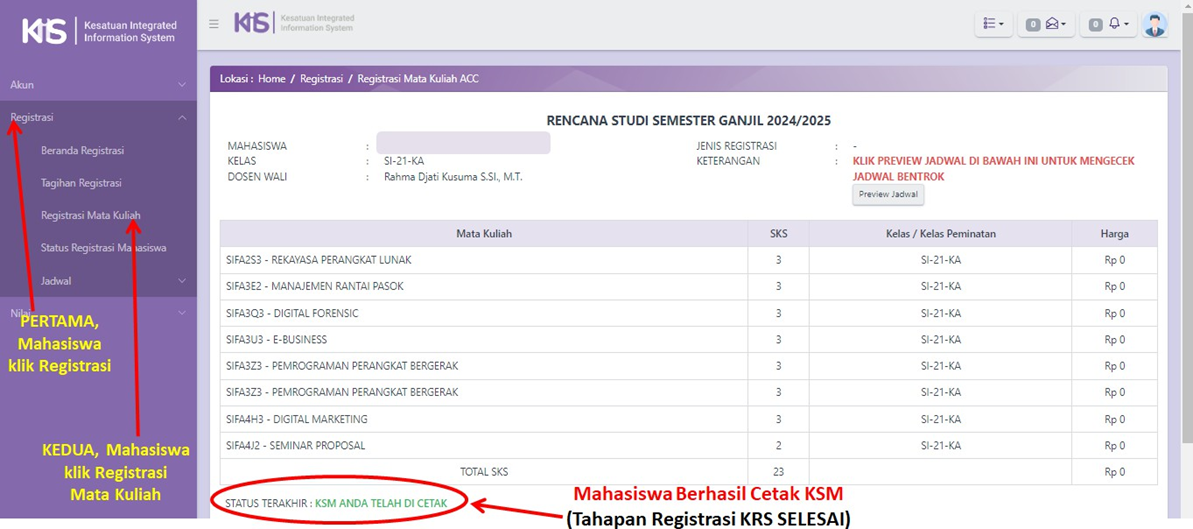 KIIS Kesatuan Integrated
Information System
KIIS Kesatuan Integrated
Information System
0
0
Akun
Registrasi
Beranda Registrasi
Tagihan Registrasi
Registrasi Mata Kuliah
Status Registrasi Mahasiswa
Jadwal
Nilai
PERTAMA,
Mahasiswa
klik Registrasi
KEDUA, Mahasiswa
klik Registrasi
Mata Kuliah
Lokasi : Home / Registrasi / Registrasi Mata Kuliah ACC
RENCANA STUDI SEMESTER GANJIL 2024/2025
MAHASISWA :
KELAS : SI-21-KA
DOSEN WALI : Rahma Djati Kusuma S.SI., M.T.
JENIS REGISTRASI : -
KETERANGAN : KLIK PREVIEW JADWAL DI BAWAH INI UNTUK MENGECEK
JADWAL BENTROK
Preview Jadwal
Mata Kuliah SKS Kelas / Kelas Peminatan Harga
SIFA2S3 - REKAYASA PERANGKAT LUNAK 3 SI-21-KA Rp 0
SIFA3E2 - MANAJEMEN RANTAI PASOK 3 SI-21-KA Rp 0
SIFA3Q3 - DIGITAL FORENSIC 3 SI-21-KA Rp 0
SIFA3U3 - E-BUSINESS 3 SI-21-KA Rp 0
SIFA3Z3 - PEMROGRAMAN PERANGKAT BERGERAK 3 SI-21-KA Rp 0
SIFA3Z3 - PEMROGRAMAN PERANGKAT BERGERAK 3 SI-21-KA Rp 0
SIFA4H3 - DIGITAL MARKETING 3 SI-21-KA Rp 0
SIFA4J2 - SEMINAR PROPOSAL 2 SI-21-KA Rp 0
TOTAL SKS 23 Rp 0
STATUS TERAKHIR : KSM ANDA TELAH DI CETAK
Mahasiswa Berhasil Cetak KSM
(Tahapan Registrasi KRS SELESAI)